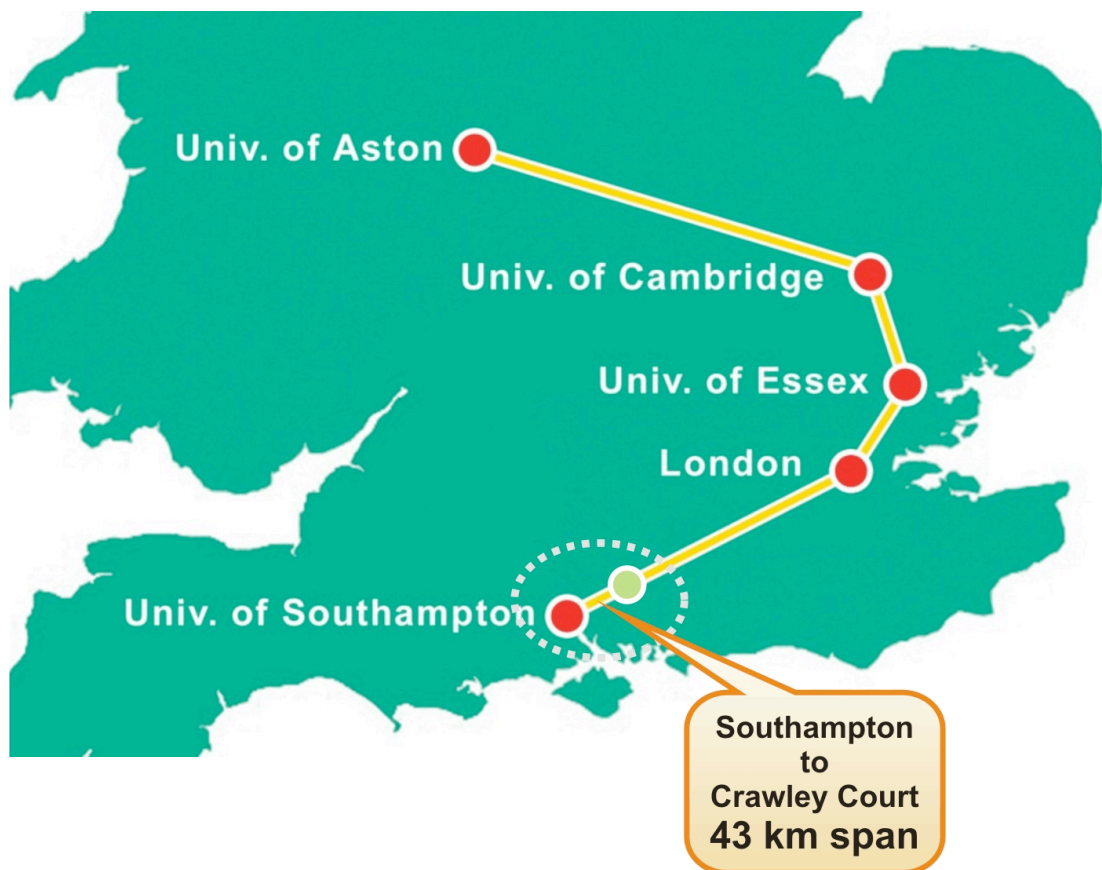 Univ. of Aston
Univ. of Cambridge
Univ. of Essex
London
Univ. of Southampton
Southampton
to
Crawley Court
43 km span